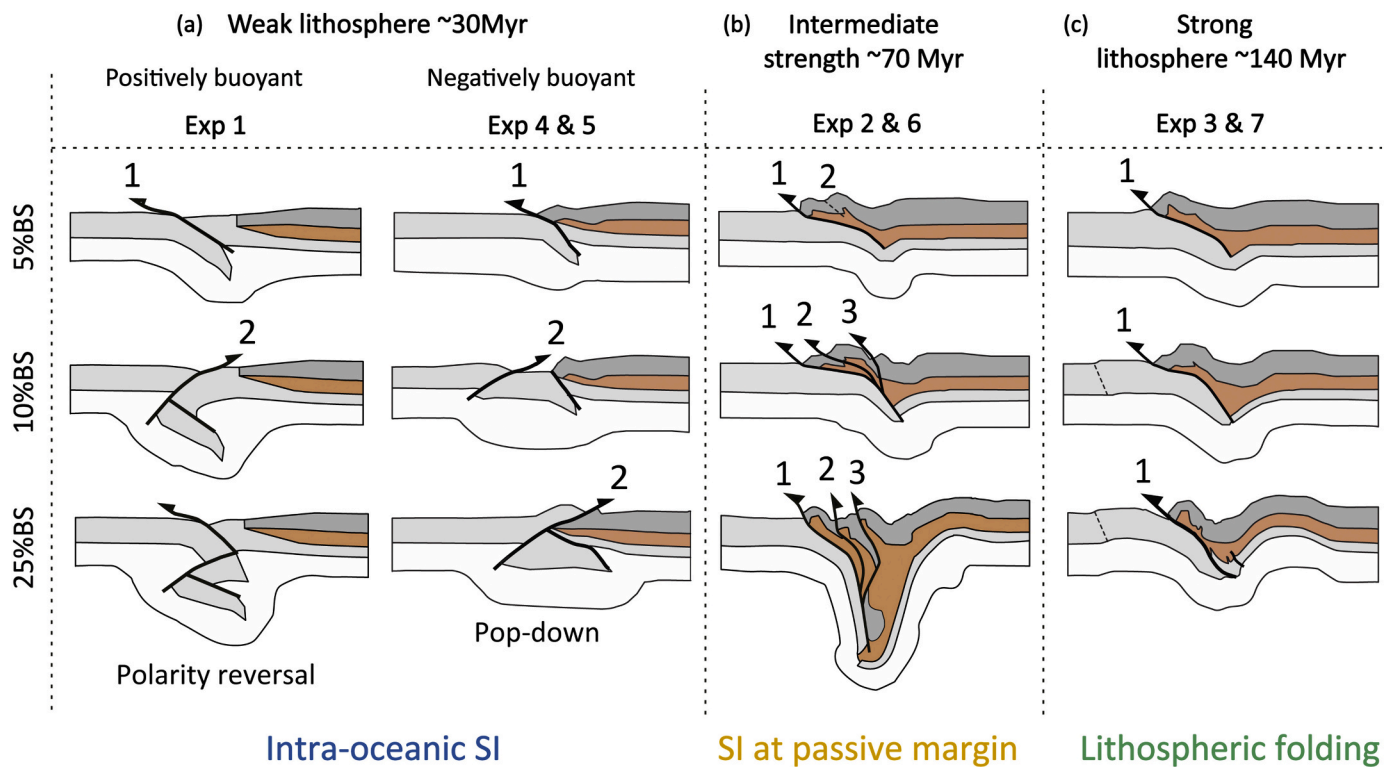 (a) Weak lithosphere ~30Myr
(b) Intermediate
strength ~70 Myr
(c) Strong
lithosphere ~140 Myr
Positively buoyant
Negatively buoyant
Exp 1
Exp 4 & 5
Exp 2 & 6
Exp 3 & 7
5%BS
1
1
1 2
1
10%BS
2
2
1 2 3
1
25%BS
2
1 2 3
1
Polarity reversal
Pop-down
Intra-oceanic SI
SI at passive margin
Lithospheric folding